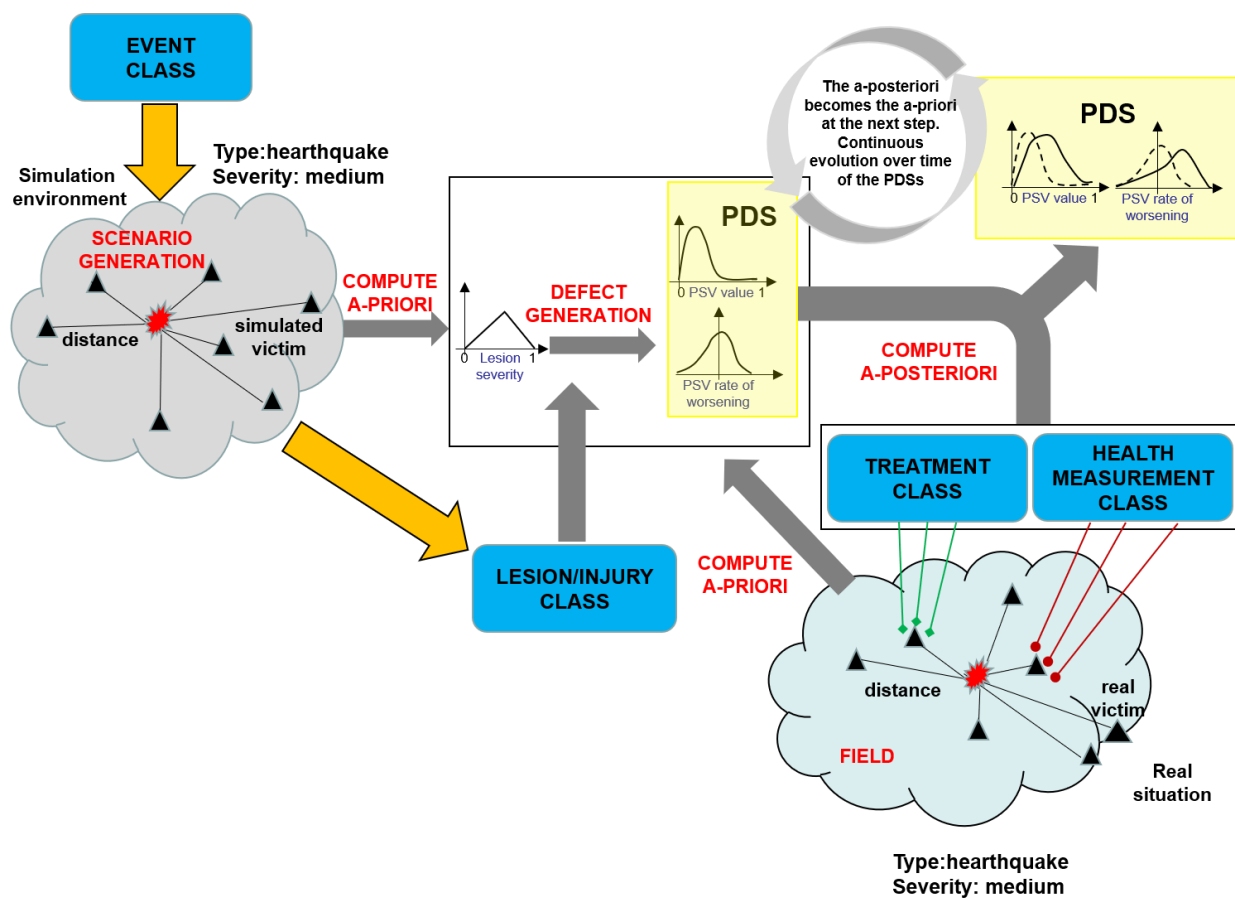 EVENT
CLASS
Type:hearthquake
Severity: medium
Simulation
environment
SCENARIO
GENERATION
distance
simulated
victim
COMPUTE
A-PRIORI
0
1
Lesion
severity
DEFECT
GENERATION
PDS
0 PSV value 1
PSV rate of
worsening
The a-posteriori
becomes the a-priori
at the next step.
Continuous
evolution over time
of the PDSs
PDS
0 PSV value 1
PSV rate of
worsening
COMPUTE
A-POSTERIORI
TREATMENT
CLASS
HEALTH
MEASUREMENT
CLASS
LESION/INJURY
CLASS
COMPUTE
A-PRIORI
distance
real
victim
FIELD
Real
situation
Type:hearthquake
Severity: medium